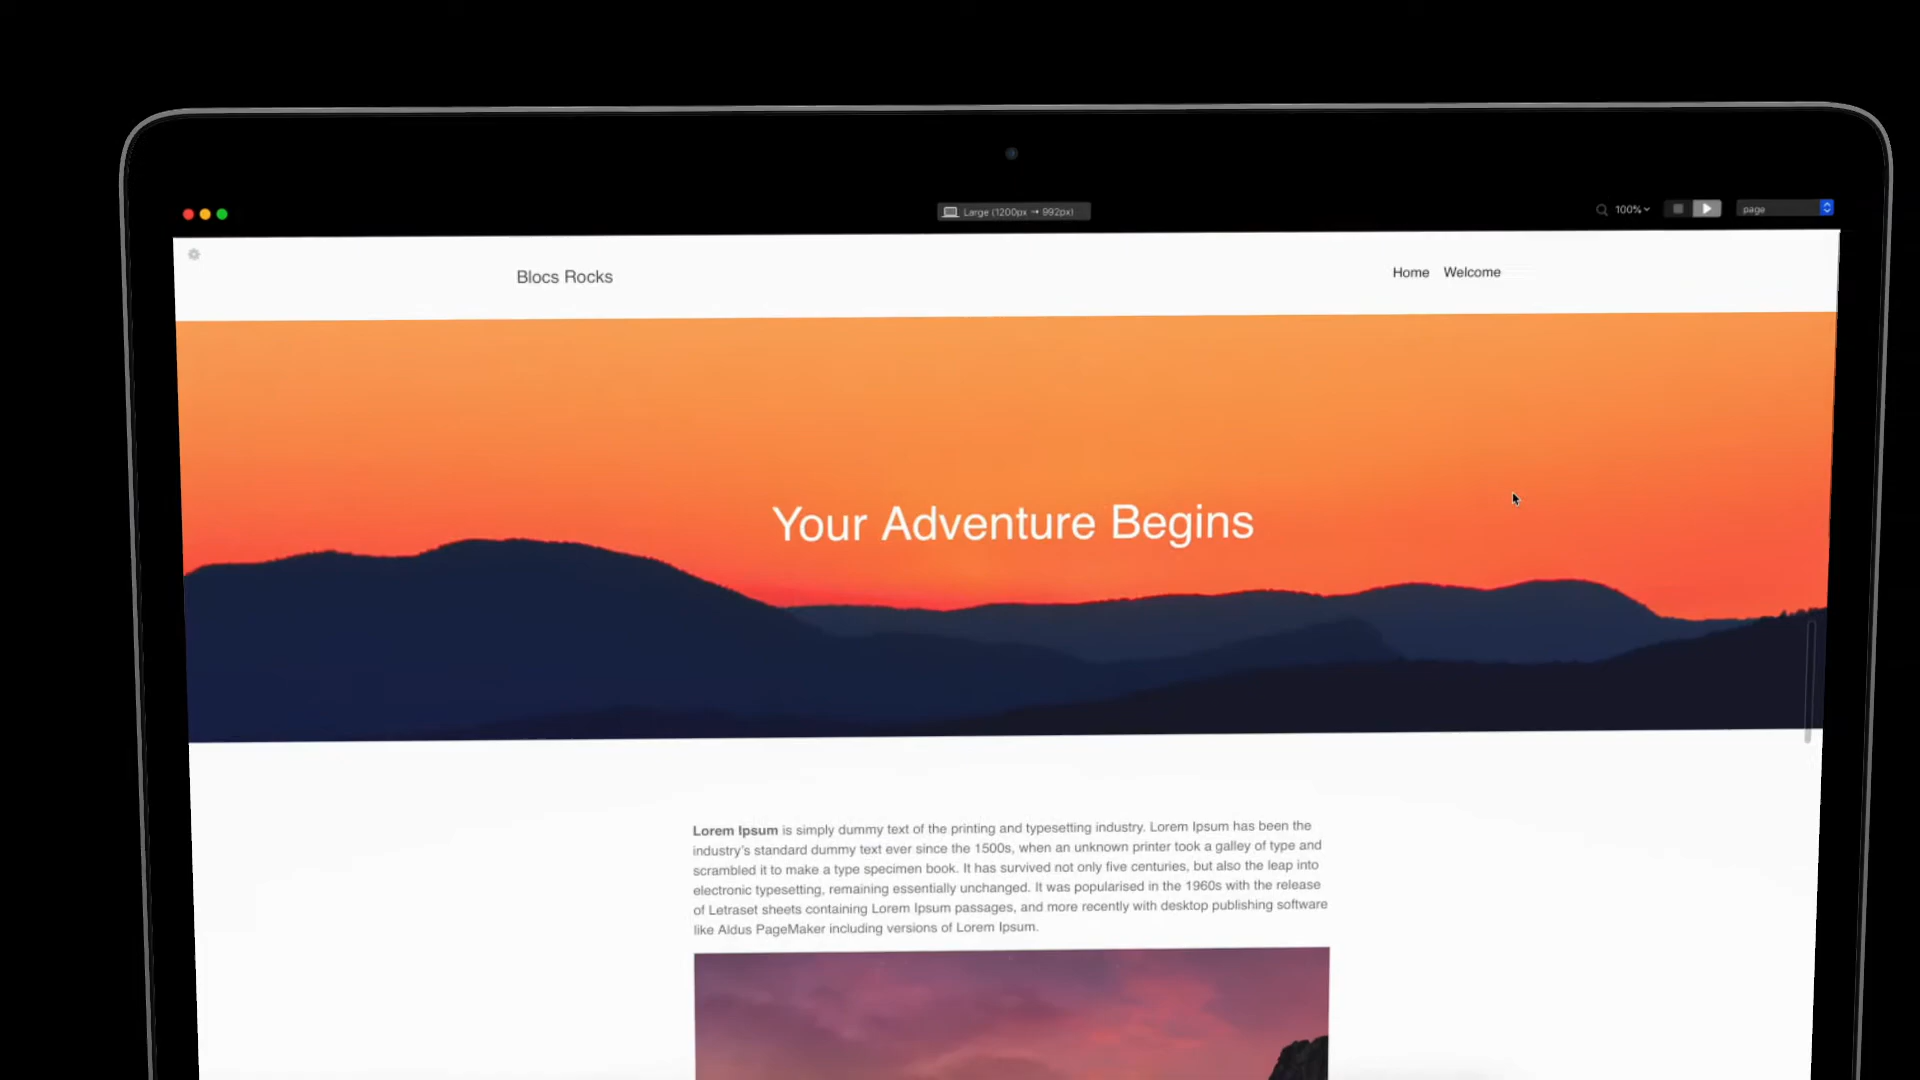 Large (1200px → 992px)
100%
page
Blocs Rocks
Home Welcome
Your Adventure Begins
Lorem Ipsum is simply dummy text of the printing and typesetting industry. Lorem Ipsum has been the
industry's standard dummy text ever since the 1500s, when an unknown printer took a galley of type and
scrambled it to make a type specimen book. It has survived not only five centuries, but also the leap into
electronic typesetting, remaining essentially unchanged. It was popularised in the 1960s with the release
of Letraset sheets containing Lorem Ipsum passages, and more recently with desktop publishing software
like Aldus PageMaker including versions of Lorem Ipsum.